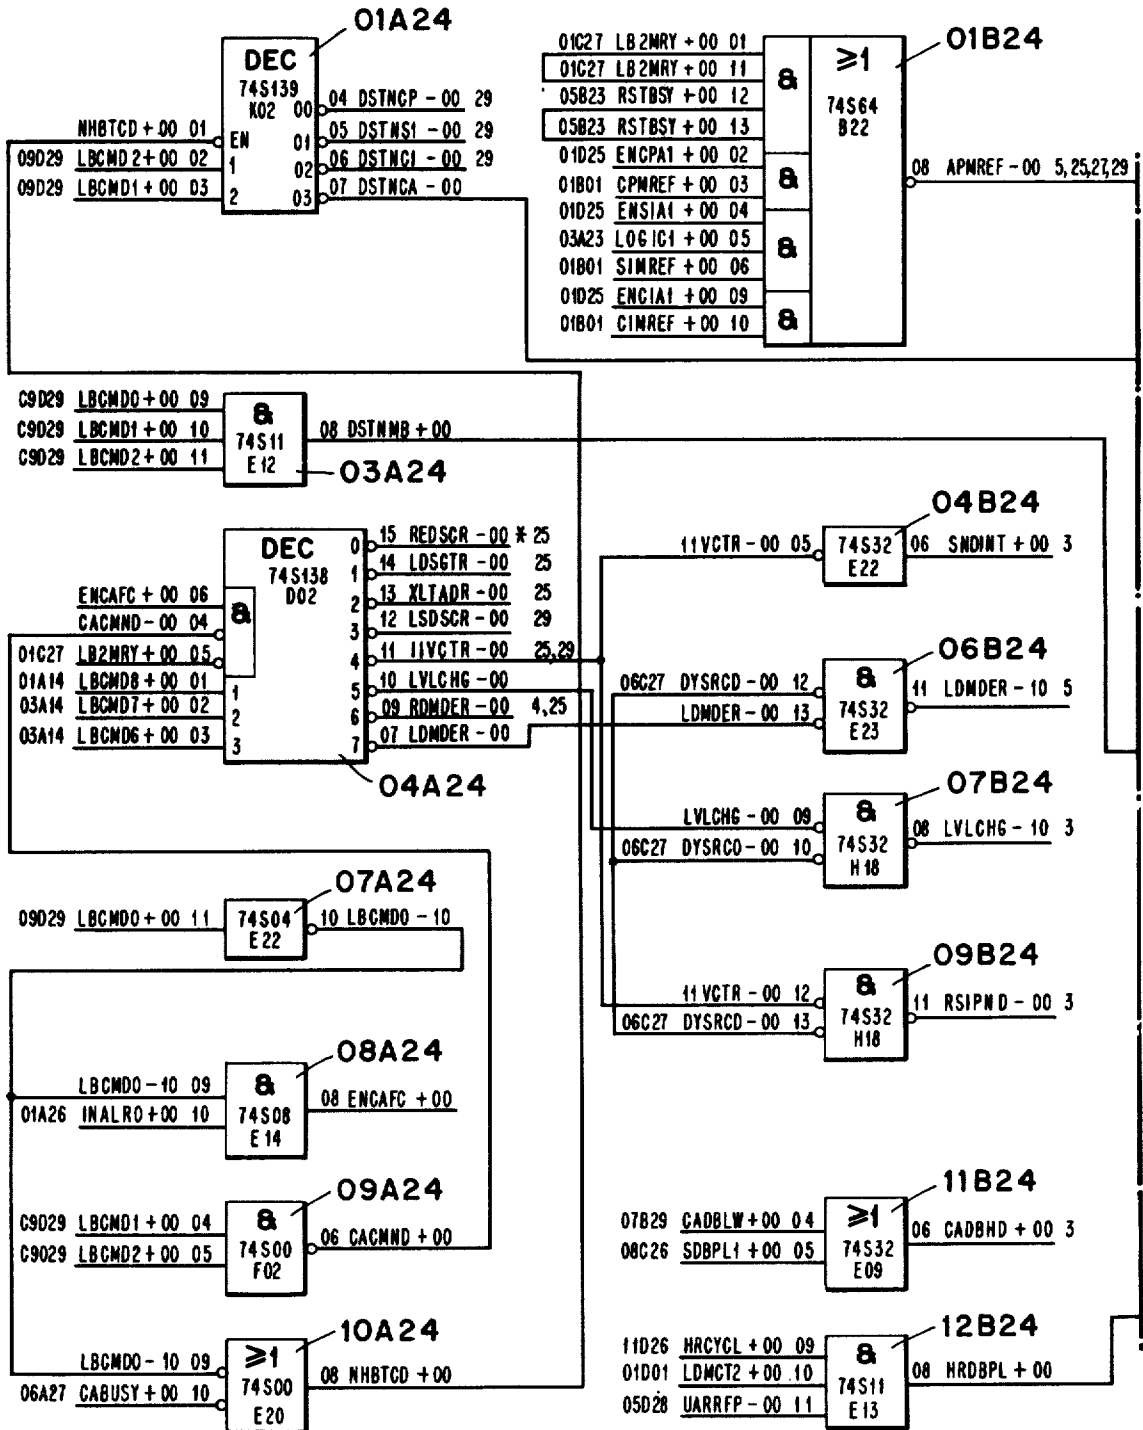 01A24
DEC
74S139
K02
NHBTCD +00 01
09D29 LBCMD2+00 02
09D29 LBCMD1+00 03
EN
1
2
00 04 DSTNCP -00 29
01 05 DSTNS1 -00 29
02 06 DSTNC1 -00 29
03 07 DSTNCA -00
01B24
01C27 LB2MRY +00 01
01C27 LB2MRY +00 11
05B23 RSTBSY +00 12
05B23 RSTBSY +00 13
01D25 ENCPA1 +00 02
01B01 CPMREF +00 03
01D25 ENSIA1 +00 04
03A23 LOGIC1 +00 05
01B01 SIMREF +00 06
01D25 ENCIA1 +00 09
01B01 CIMREF +00 10
&
&
&
&
≥1
74S64
B22
08 APMREF -00 5,25,27,29
C9D29 LBCMD0+00 09
C9D29 LBCMD1+00 10
C9D29 LBCMD2+00 11
&
74S11
E12
08 DSTNMB +00
03A24
DEC
74S138
D02
&
ENCAFC +00 06
CACMND-00 04
01C27 LB2MRY+00 05
01A14 LBCMD8+00 01
03A14 LBCMD7+00 02
03A14 LBCMD6+00 03
1
2
3
0 15 REDSCR -00 * 25
1 14 LDSGTR -00 25
2 13 XLTADR -00 25
3 12 LSDSCR -00 29
4 11 I1VCTR -00 25,29
5 10 LVLCHG-00
6 09 RDMDER-00 4,25
7 07 LDMDER -00
04A24
04B24
11VCTR -00 05
74S32
E22
06 SNDINT +00 3
06B24
06C27 DYSRCD -00 12
LDMDER -00 13
&
74S32
E23
11 LDMDER-10 5
07B24
LVLCHG -00 09
06C27 DYSRCO -00 10
&
74S32
H18
08 LVLCHG -10 3
07A24
09D29 LBCMD0+00 11
74S04
E22
10 LBCMD0 -10
09B24
11VCTR -00 12
06C27 DYSRCD -00 13
&
74S32
H18
11 RSIPND -00 3
08A24
LBCMD0 -10 09
01A26 INALRO+00 10
&
74S08
E14
08 ENCAFC +00
09A24
C9D29 LBCMD1+00 04
C9029 LBCMD2+00 05
&
74S00
F02
06 CACMND +00
11B24
07B29 CADBLW+00 04
08C26 SDBPL1 +00 05
≥1
74S32
E09
06 CADBHD +00 3
10A24
LBCMD0 -10 09
06A27 CABUSY +00 10
≥1
74S00
E20
08 NHBTCD +00
12B24
11D26 HRCYCL +00 09
01D01 LDMCT2 +00 10
05D28 UARRFP -00 11
&
74S11
E13
08 HRDBPL +00